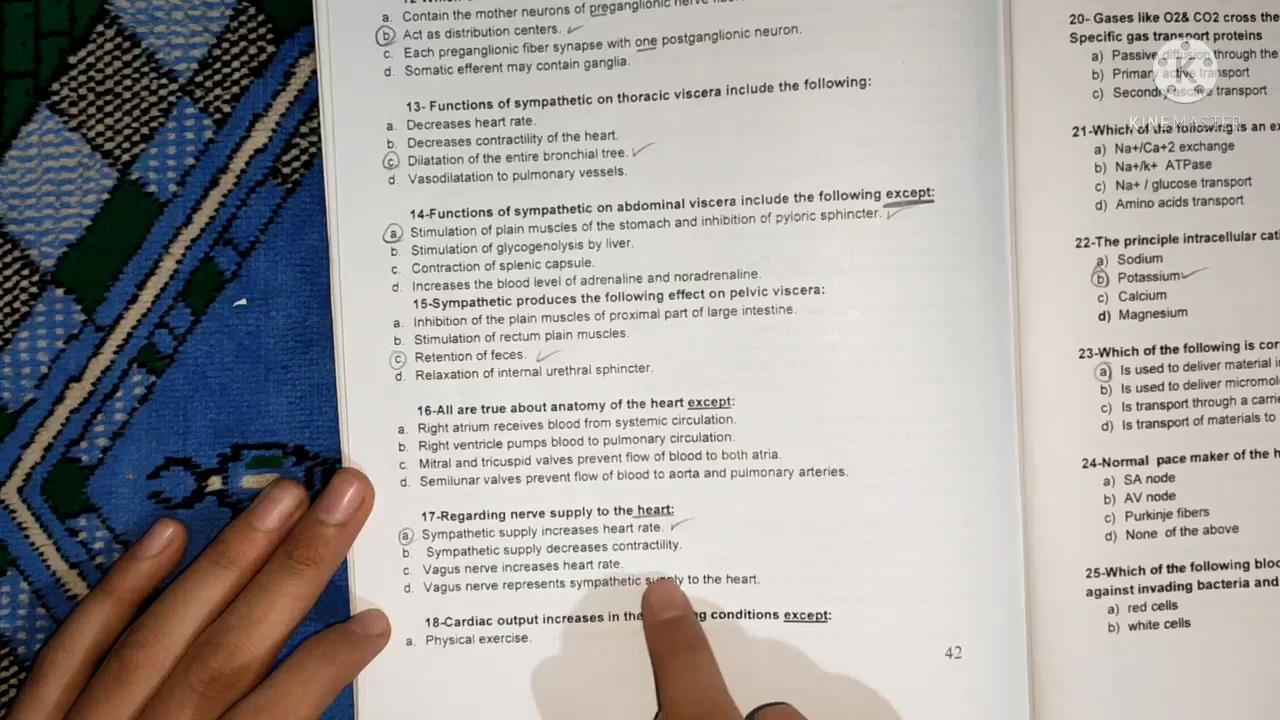 a. Contain the mother neurons of preganglionic nerve
b. Act as distribution centers.
c. Each preganglionic fiber synapse with one postganglionic neuron.
d. Somatic efferent may contain ganglia.
13- Functions of sympathetic on thoracic viscera include the following:
a. Decreases heart rate.
b. Decreases contractility of the heart.
c. Dilatation of the entire bronchial tree.
d. Vasodilatation to pulmonary vessels.
14-Functions of sympathetic on abdominal viscera include the following except:
a. Stimulation of plain muscles of the stomach and inhibition of pyloric sphincter.
b. Stimulation of glycogenolysis by liver.
c. Contraction of splenic capsule.
d. Increases the blood level of adrenaline and noradrenaline.
15-Sympathetic produces the following effect on pelvic viscera:
a. Inhibition of the plain muscles of proximal part of large intestine.
b. Stimulation of rectum plain muscles.
c. Retention of feces.
d. Relaxation of internal urethral sphincter.
16-All are true about anatomy of the heart except:
a. Right atrium receives blood from systemic circulation.
b. Right ventricle pumps blood to pulmonary circulation.
c. Mitral and tricuspid valves prevent flow of blood to both atria.
d. Semilunar valves prevent flow of blood to aorta and pulmonary arteries.
17-Regarding nerve supply to the heart:
a. Sympathetic supply increases heart rate.
b. Sympathetic supply decreases contractility.
c. Vagus nerve increases heart rate.
d. Vagus nerve represents sympathetic supply to the heart.
18-Cardiac output increases in the conditions except:
a. Physical exercise.
42
20- Gases like O2& CO2 cross the
Specific gas transport proteins
a) Passive diffusion through the
b) Primary active transport
c) Secondry transport
21-Which of the following is an
a) Na+/Ca+2 exchange
b) Na+/k+ ATPase
c) Na+ / glucose transport
d) Amino acids transport
22-The principle intracellular
a) Sodium
b) Potassium
c) Calcium
d) Magnesium
23-Which of the following is
a) Is used to deliver material
b) Is used to deliver
c) Is transport through a
d) Is transport of materials to
24-Normal pace maker of the
a) SA node
b) AV node
c) Purkinje fibers
d) None of the above
25-Which of the following
against invading bacteria and
a) red cells
b) white cells
KINEMASTER